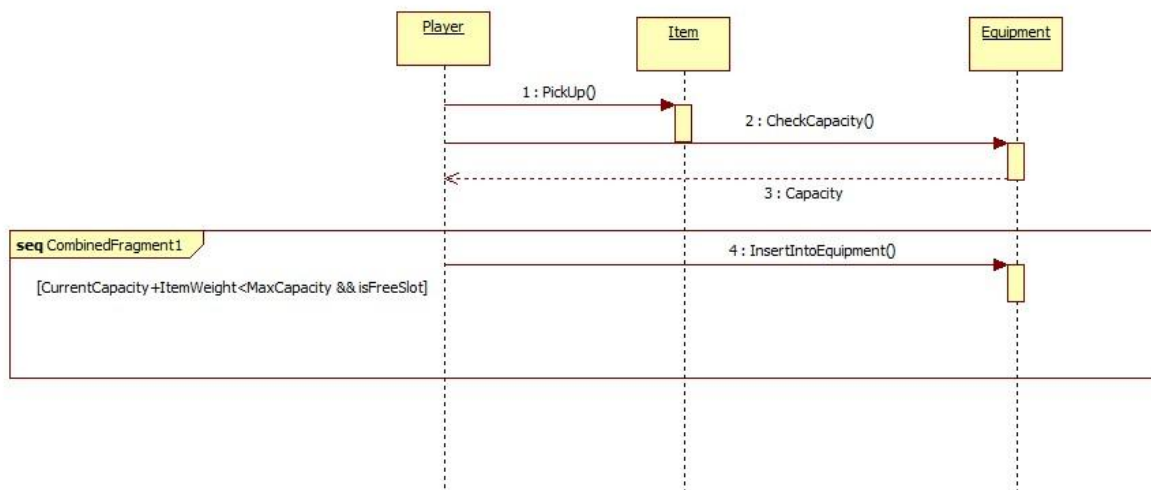 Player
Item
Equipment
1 : PickUp()
2 : CheckCapacity()
3 : Capacity
seq CombinedFragment1
4 : InsertIntoEquipment()
[CurrentCapacity+ItemWeight<MaxCapacity && isFreeSlot]